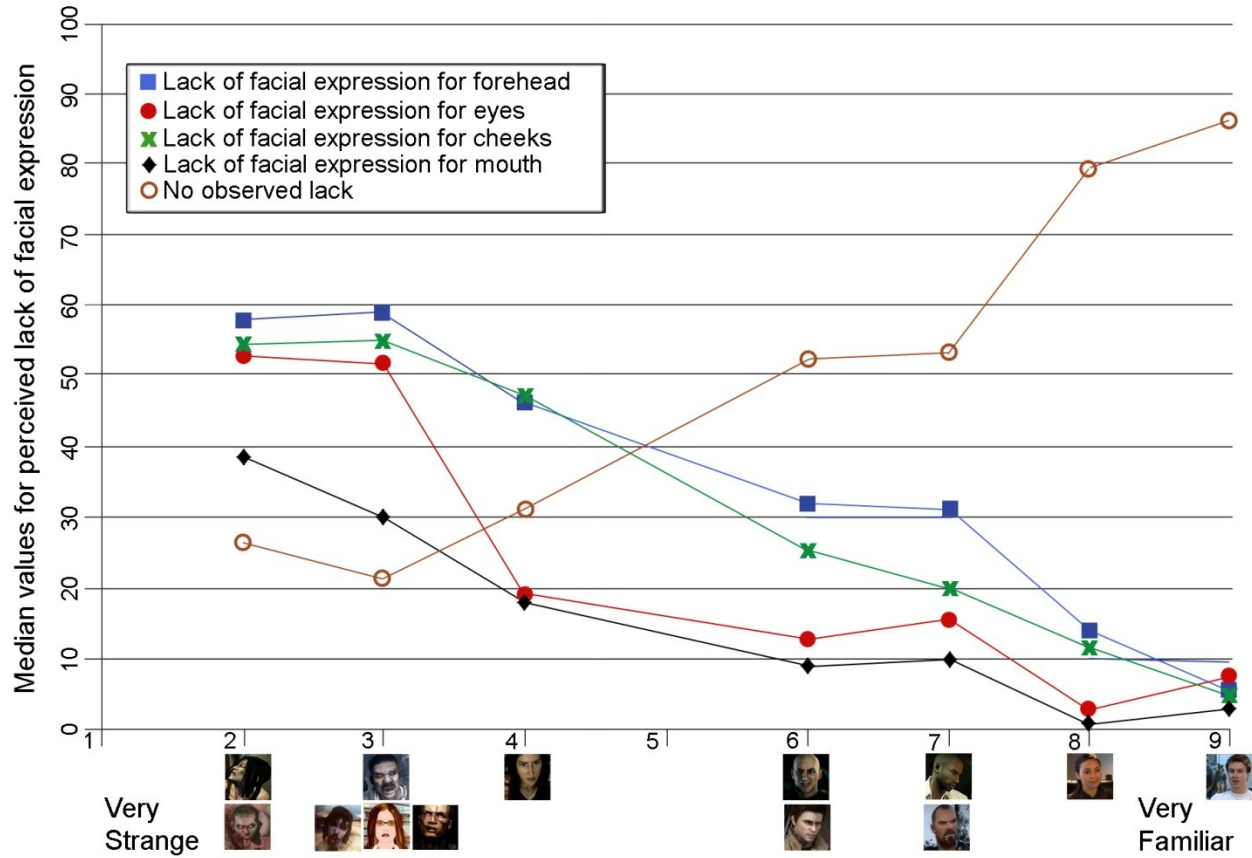 Median values for perceived lack of facial expression
100
90
80
70
60
50
40
30
20
10
0
Lack of facial expression for forehead
Lack of facial expression for eyes
Lack of facial expression for cheeks
Lack of facial expression for mouth
No observed lack
1 2 3 4 5 6 7 8 9
Very
Strange
Very
Familiar